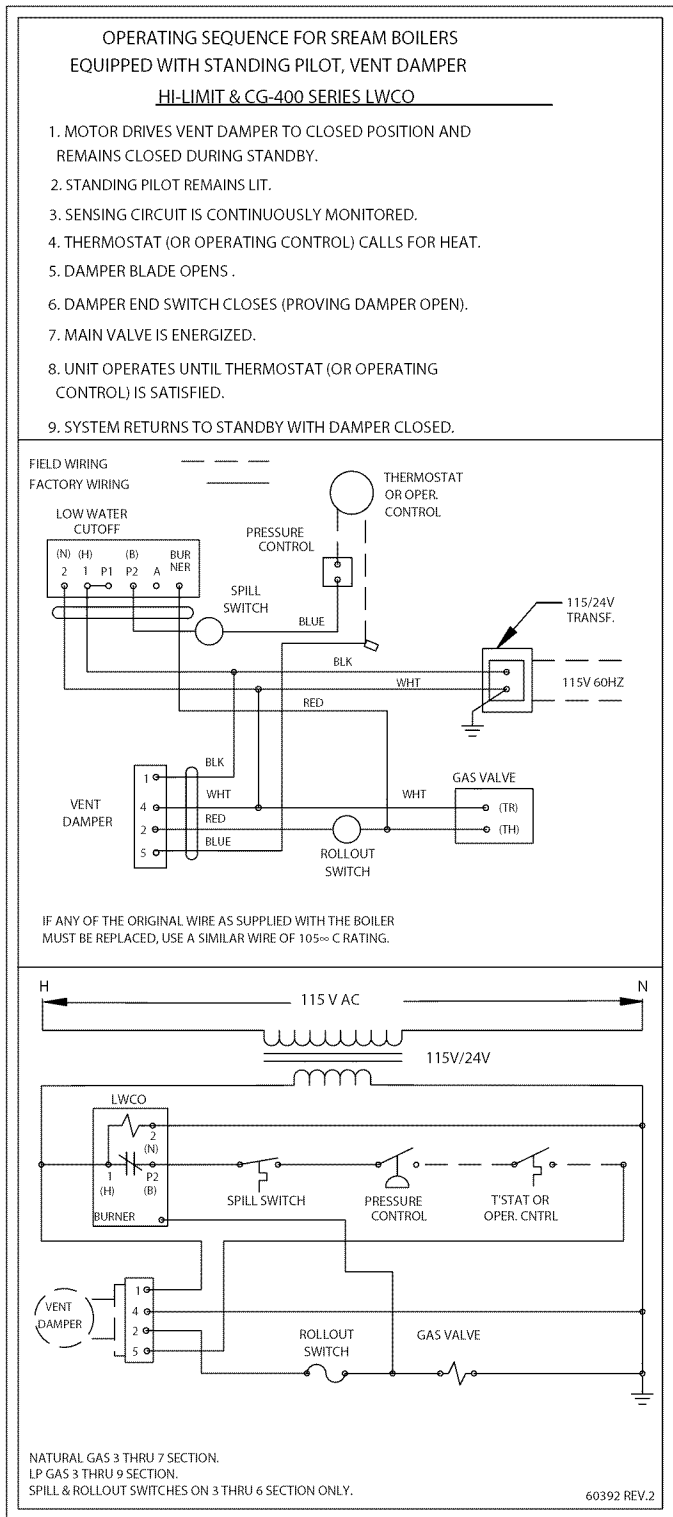 OPERATING SEQUENCE FOR SREAM BOILERS
EQUIPPED WITH STANDING PILOT, VENT DAMPER
HI-LIMIT & CG-400 SERIES LWCO
1. MOTOR DRIVES VENT DAMPER TO CLOSED POSITION AND
REMAINS CLOSED DURING STANDBY.
2. STANDING PILOT REMAINS LIT.
3. SENSING CIRCUIT IS CONTINUOUSLY MONITORED.
4. THERMOSTAT (OR OPERATING CONTROL) CALLS FOR HEAT.
5. DAMPER BLADE OPENS .
6. DAMPER END SWITCH CLOSES (PROVING DAMPER OPEN).
7. MAIN VALVE IS ENERGIZED.
8. UNIT OPERATES UNTIL THERMOSTAT (OR OPERATING
CONTROL) IS SATISFIED.
9. SYSTEM RETURNS TO STANDBY WITH DAMPER CLOSED.
FIELD WIRING
FACTORY WIRING
THERMOSTAT
OR OPER.
CONTROL
LOW WATER
CUTOFF
PRESSURE
CONTROL
(N) (H) (B) BUR
NER
2 1 P1 P2 A
SPILL
SWITCH
BLUE
115/24V
TRANSF.
BLK
WHT
115V 60HZ
RED
BLK
GAS VALVE
VENT
DAMPER
1
4
2
5
WHT
RED
BLUE
WHT
(TR)
(TH)
ROLLOUT
SWITCH
IF ANY OF THE ORIGINAL WIRE AS SUPPLIED WITH THE BOILER
MUST BE REPLACED, USE A SIMILAR WIRE OF 105∞ C RATING.
H
N
115 V AC
115V/24V
LWCO
2
(N)
1
(H)
P2
(B)
BURNER
SPILL SWITCH
PRESSURE
CONTROL
T'STAT OR
OPER. CNTRL
VENT
DAMPER
1
4
2
5
ROLLOUT
SWITCH
GAS VALVE
NATURAL GAS 3 THRU 7 SECTION.
LP GAS 3 THRU 9 SECTION.
SPILL & ROLLOUT SWITCHES ON 3 THRU 6 SECTION ONLY.
60392 REV.2